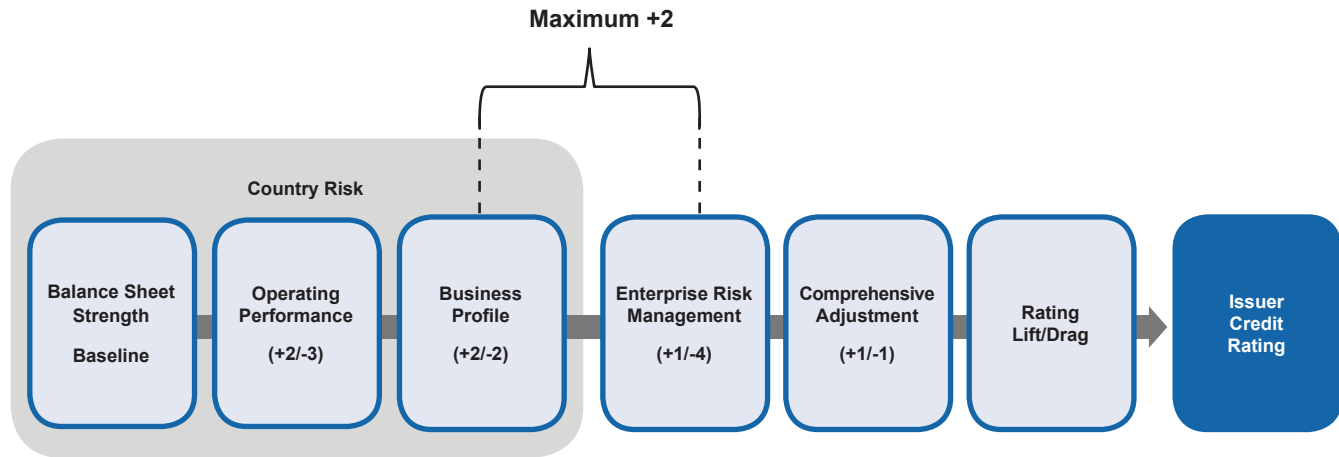 Maximum +2
Country Risk
Balance Sheet
Strength
Baseline
Operating
Performance
(+2/-3)
Business
Profile
(+2/-2)
Enterprise Risk
Management
(+1/-4)
Comprehensive
Adjustment
(+1/-1)
Rating
Lift/Drag
Issuer
Credit
Rating